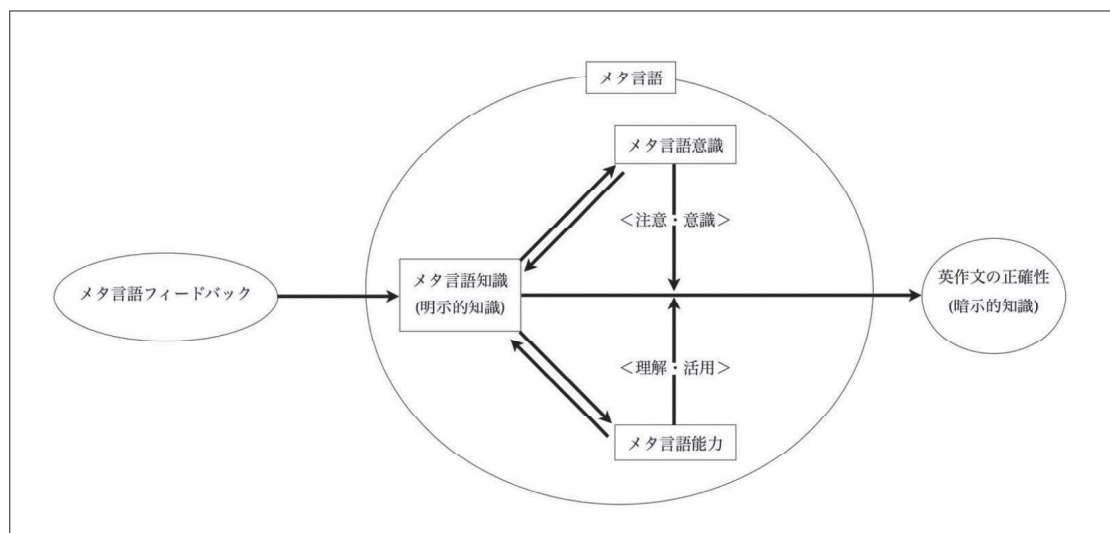 メタ言語
メタ言語意識
＜注意・意識＞
メタ言語フィードバック
メタ言語知識
(明示的知識)
英作文の正確性
(暗示的知識)
＜理解・活用＞
メタ言語能力